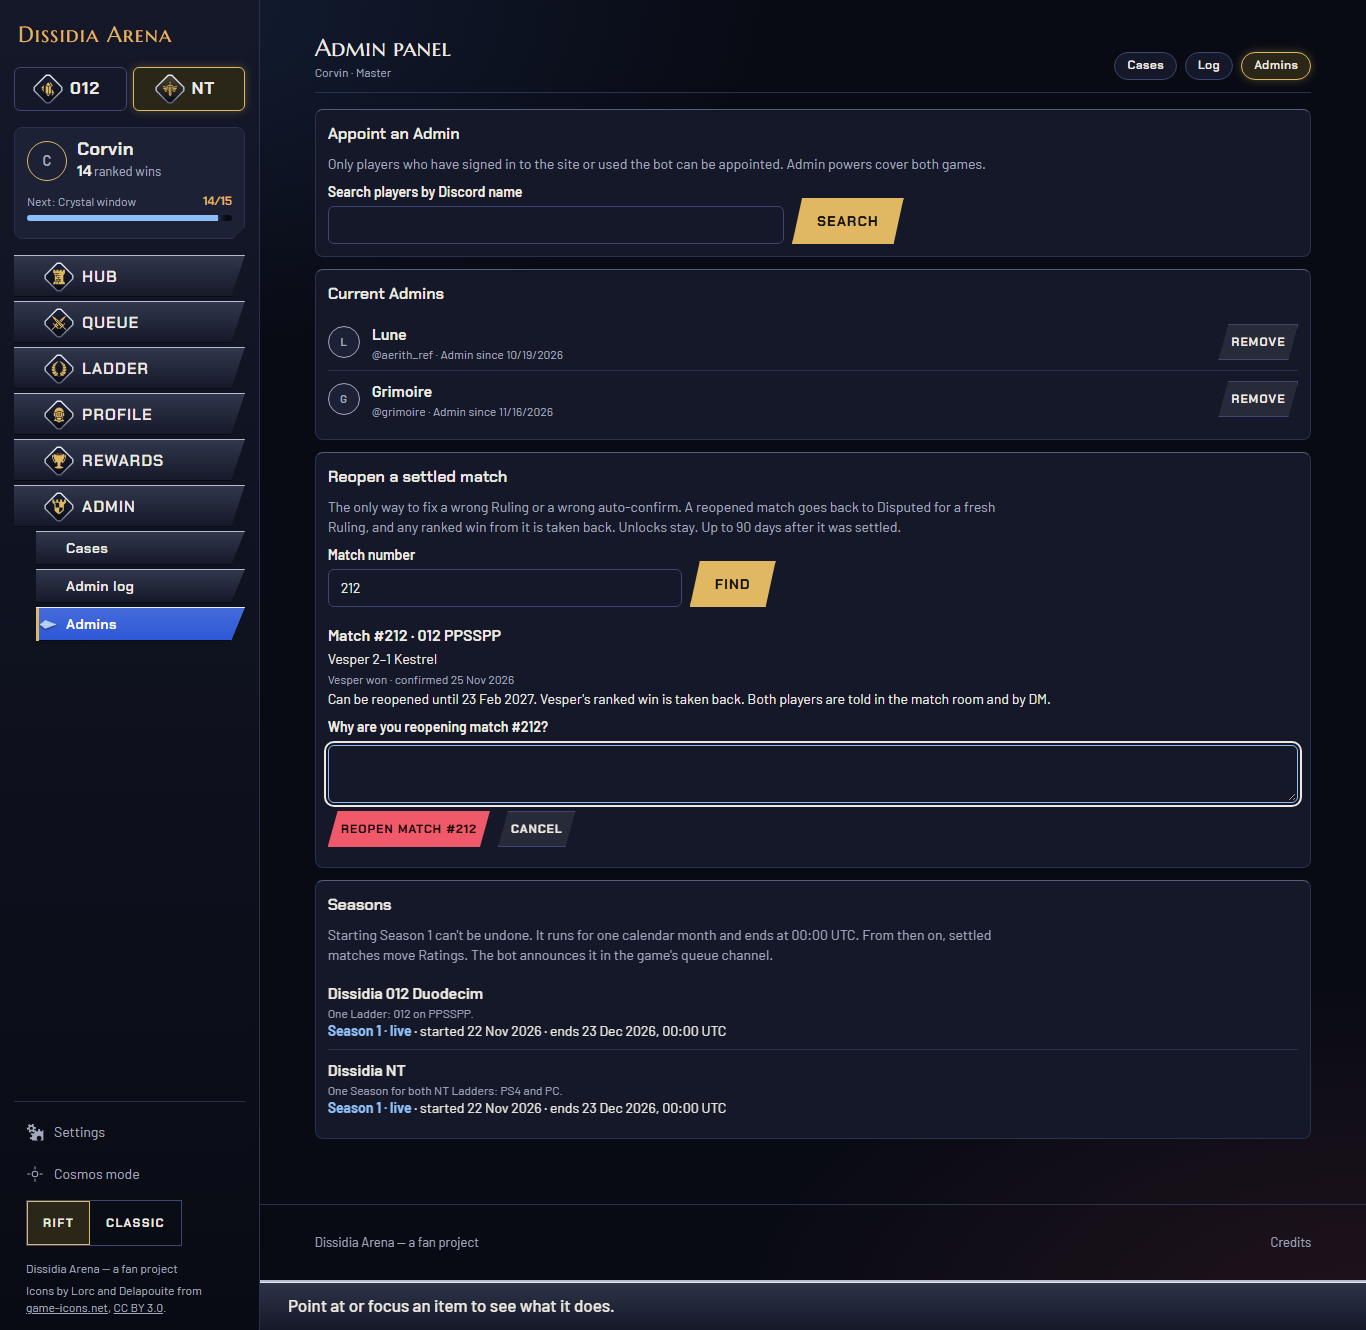 Dissidia Arena
012
NT
C
Corvin
14 ranked wins
Next: Crystal window
14/15
HUB
QUEUE
LADDER
PROFILE
REWARDS
ADMIN
Cases
Admin log
Admins
Settings
Cosmos mode
RIFT
CLASSIC
Dissidia Arena — a fan project
Icons by Lorc and Delapouite from
game-icons.net, CC BY 3.0.
Admin panel
Corvin · Master
Cases
Log
Admins
Appoint an Admin
Only players who have signed in to the site or used the bot can be appointed. Admin powers cover both games.
Search players by Discord name
SEARCH
Current Admins
L
Lune
@aerith_ref · Admin since 10/19/2026
REMOVE
G
Grimoire
@grimoire · Admin since 11/16/2026
REMOVE
Reopen a settled match
The only way to fix a wrong Ruling or a wrong auto-confirm. A reopened match goes back to Disputed for a fresh
Ruling, and any ranked win from it is taken back. Unlocks stay. Up to 90 days after it was settled.
Match number
212
FIND
Match #212 · 012 PPSSPP
Vesper 2–1 Kestrel
Vesper won · confirmed 25 Nov 2026
Can be reopened until 23 Feb 2027. Vesper's ranked win is taken back. Both players are told in the match room and by DM.
Why are you reopening match #212?
REOPEN MATCH #212
CANCEL
Seasons
Starting Season 1 can't be undone. It runs for one calendar month and ends at 00:00 UTC. From then on, settled
matches move Ratings. The bot announces it in the game's queue channel.
Dissidia 012 Duodecim
One Ladder: 012 on PPSSPP.
Season 1 · live · started 22 Nov 2026 · ends 23 Dec 2026, 00:00 UTC
Dissidia NT
One Season for both NT Ladders: PS4 and PC.
Season 1 · live · started 22 Nov 2026 · ends 23 Dec 2026, 00:00 UTC
Dissidia Arena — a fan project
Credits
Point at or focus an item to see what it does.